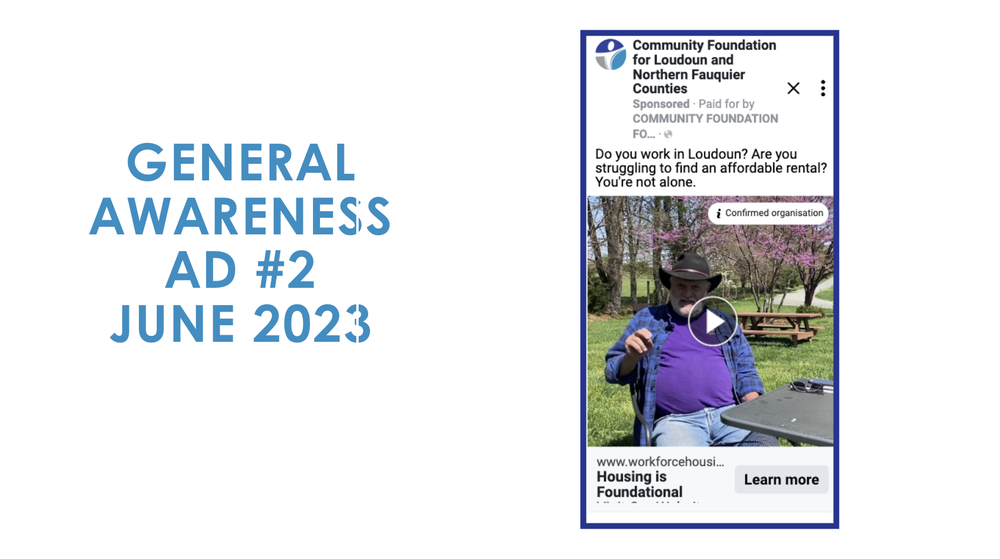 GENERAL
AWARENESS
AD #2
JUNE 2023
Community Foundation
for Loudoun and
Northern Fauquier
Counties
Sponsored · Paid for by
COMMUNITY FOUNDATION
FO... ·
Do you work in Loudoun? Are you
struggling to find an affordable rental?
You're not alone.
Confirmed organisation
www.workforcehousi...
Housing is
Foundational
Learn more